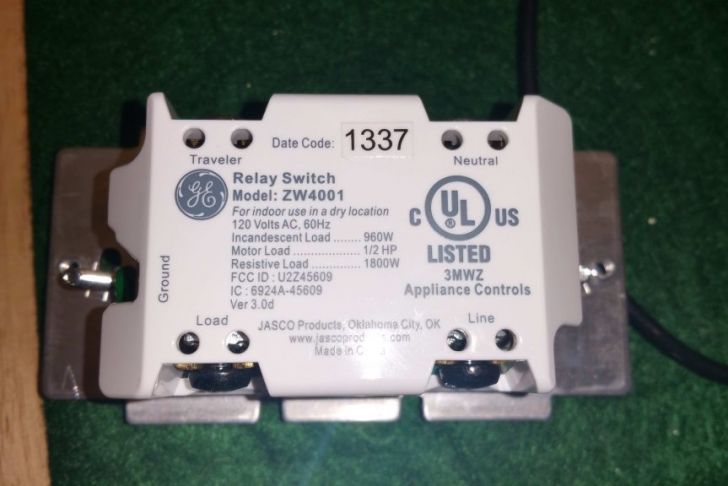 Date Code: 1337
Traveler
Neutral
GE
Relay Switch
Model: ZW4001
For indoor use in a dry location
120 Volts AC, 60Hz
Incandescent Load ........ 960W
Motor Load .................... 1/2 HP
Resistive Load .............. 1800W
FCC ID : U2Z45609
IC : 6924A-45609
Ver 3.0d
C UL ® US
LISTED
3MWZ
Appliance Controls
Ground
Load
Line
JASCO Products, Oklahoma City, OK
www.jascoproducts.com
Made in China